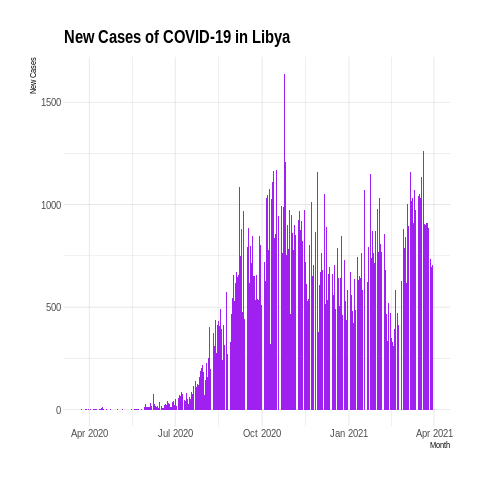 New Cases of COVID-19 in Libya
New Cases
1500
1000
500
0
Apr 2020
Jul 2020
Oct 2020
Jan 2021
Apr 2021
Month